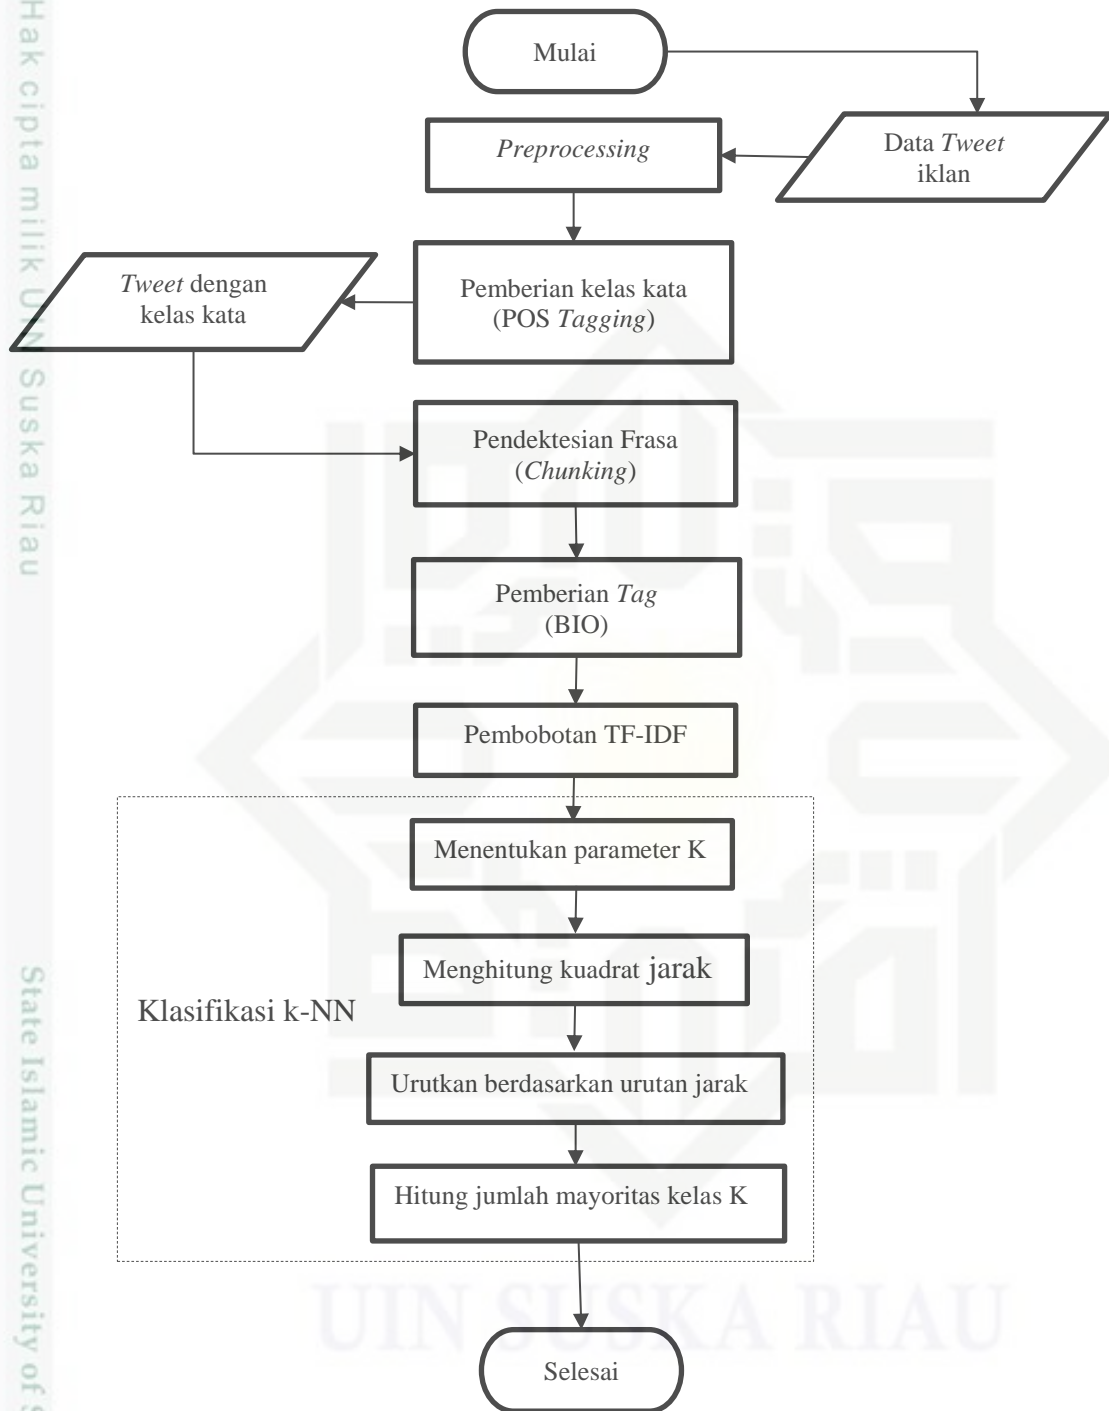 Hak cipta milik UIN Suska Riau
State Islamic University of S
Mulai
Data Tweet
iklan
Preprocessing
Pemberian kelas kata
(POS Tagging)
Tweet dengan
kelas kata
Pendektesian Frasa
(Chunking)
Pemberian Tag
(BIO)
Pembobotan TF-IDF
Menentukan parameter K
Menghitung kuadrat jarak
Klasifikasi k-NN
Urutkan berdasarkan urutan jarak
Hitung jumlah mayoritas kelas K
UIN SUSKA RIAU
Selesai